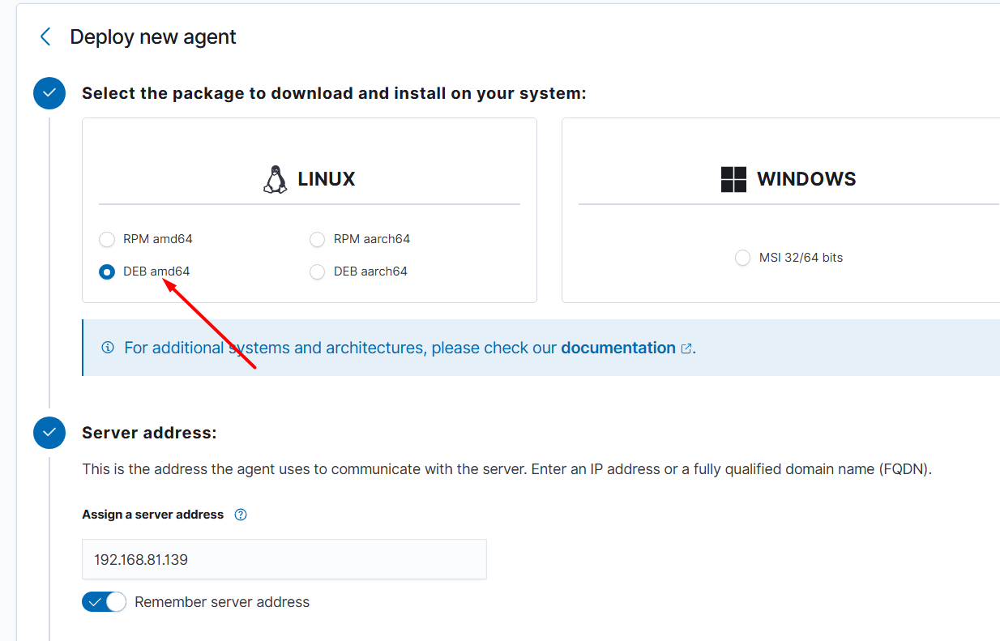 Deploy new agent
Select the package to download and install on your system:
LINUX
RPM amd64
RPM aarch64
DEB amd64
DEB aarch64
WINDOWS
MSI 32/64 bits
For additional systems and architectures, please check our documentation.
Server address:
This is the address the agent uses to communicate with the server. Enter an IP address or a fully qualified domain name (FQDN).
Assign a server address
192.168.81.139
Remember server address